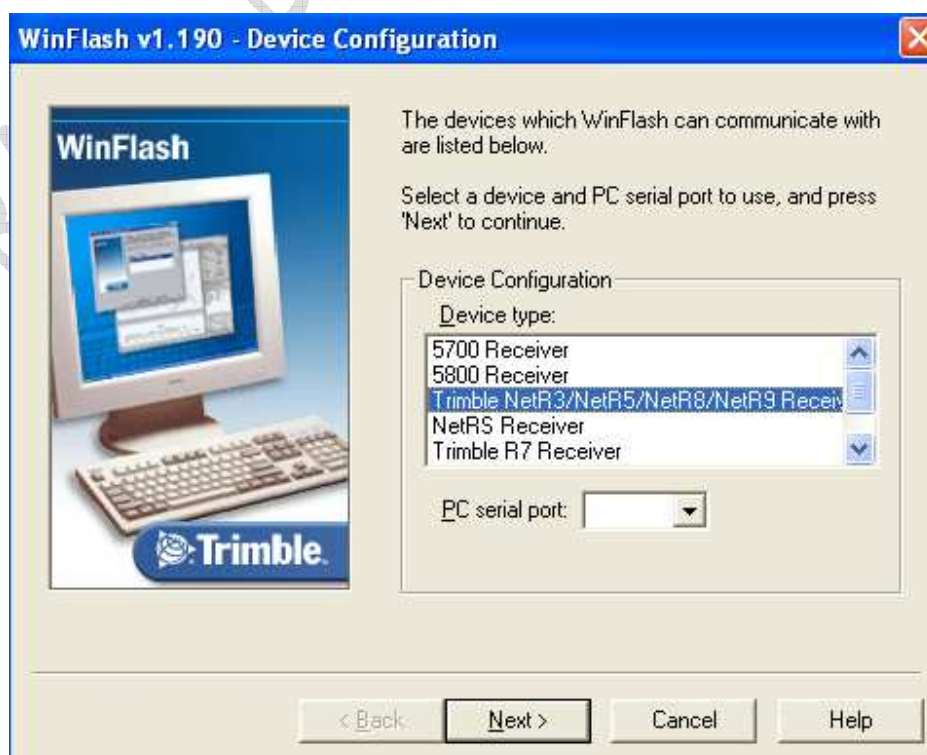 WinFlash v1.190 - Device Configuration
WinFlash
The devices which WinFlash can communicate with
are listed below.
Select a device and PC serial port to use, and press
'Next' to continue.
Device Configuration
Device type:
5700 Receiver
5800 Receiver
Trimble NetR3/NetR5/NetR8/NetR9 Receiv
NetRS Receiver
Trimble R7 Receiver
PC serial port:
Trimble.
< Back
Next >
Cancel
Help